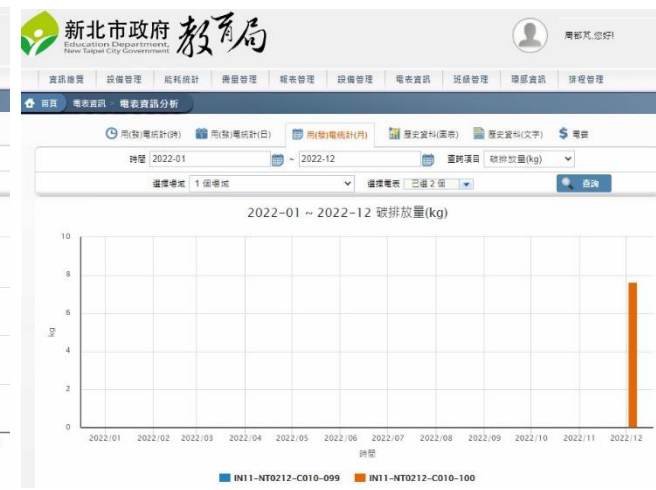 新北市政府 教育局
Education Department,
New Taipei City Government
周郁芃,您好!
資訊總覽 設備管理 能耗統計 需量管理 報表管理 設備管理 電表資訊 班級管理 環感資訊 排程管理
首頁 電表資訊 電表資訊分析
用(發)電統計(時) 用(發)電統計(日) 用(發)電統計(月) 歷史資料(圖表) 歷史資料(文字) 電費
時間 2022-01 ~ 2022-12 查詢項目 碳排放量(kg)
選擇場域 1 個場域 選擇電表 已選 2 個 查詢
2022-01 ~ 2022-12 碳排放量(kg)
10
8
6
kg
4
2
0
2022/01 2022/02 2022/03 2022/04 2022/05 2022/06 2022/07 2022/08 2022/09 2022/10 2022/11 2022/12
時間
IN11-NT0212-C010-099 IN11-NT0212-C010-100